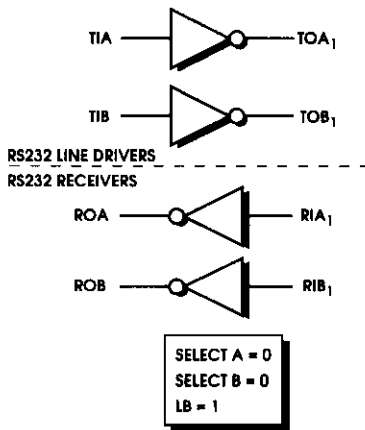 TIA TOA1
TIB TOB1
RS232 LINE DRIVERS
RS232 RECEIVERS
ROA RIA1
ROB RIB1
SELECT A = 0
SELECT B = 0
LB = 1